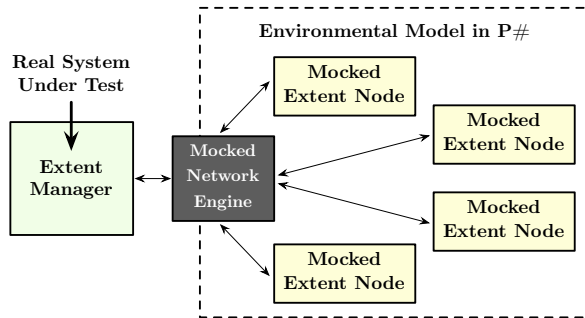 Environmental Model in P#
Real System
Under Test
Extent
Manager
Mocked
Network
Engine
Mocked
Extent Node
Mocked
Extent Node
Mocked
Extent Node
Mocked
Extent Node